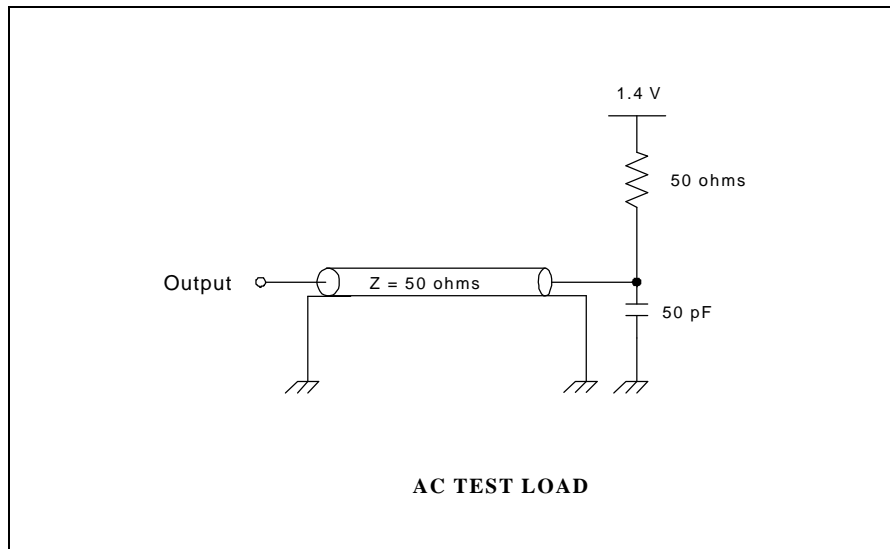 1.4 V
50 ohms
Output
Z = 50 ohms
50 pF
AC TEST LOAD